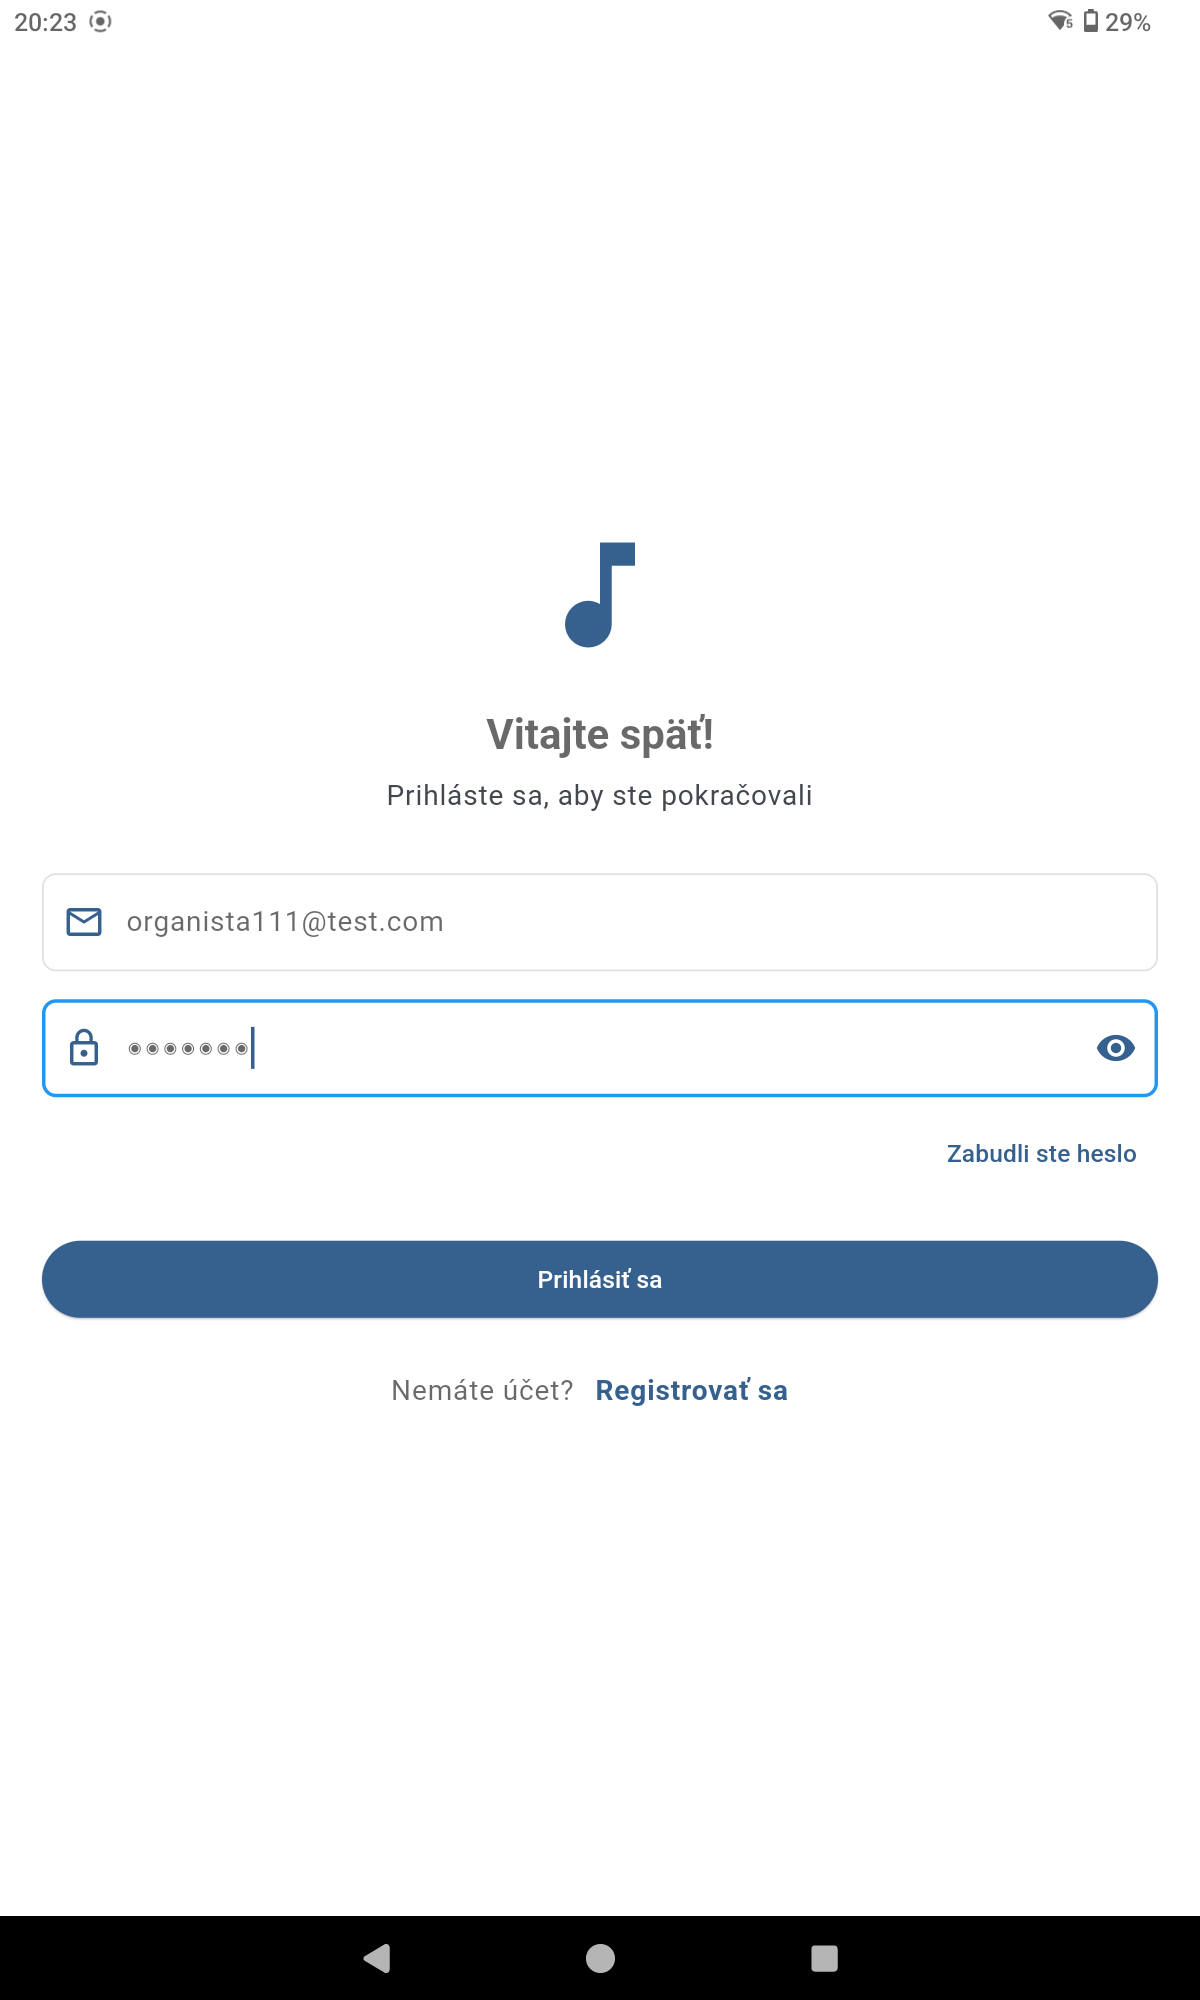 20:23
5
29%
Vitajte späť!
Prihláste sa, aby ste pokračovali
organista111@test.com
Zabudli ste heslo
Prihlásiť sa
Nemáte účet? Registrovať sa